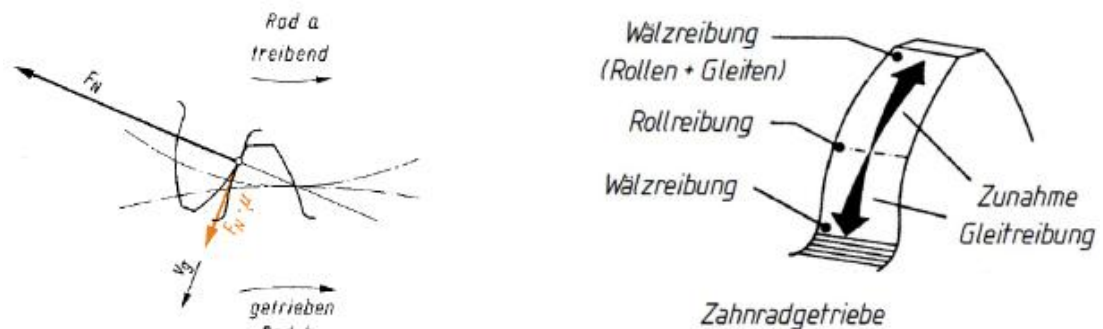 Rad a
treibend
F_N
F_N · μ
v_g
getrieben
Wälzreibung
(Rollen + Gleiten)
Rollreibung
Wälzreibung
Zunahme
Gleitreibung
Zahnradgetriebe